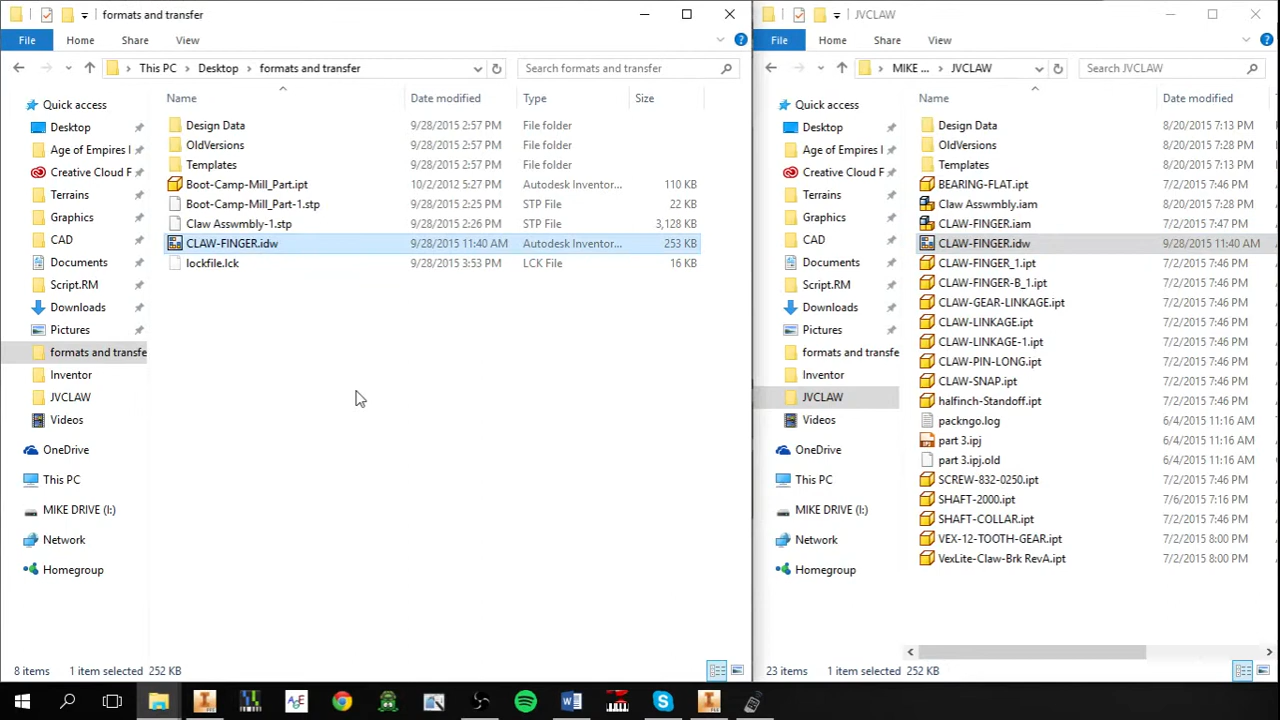 formats and transfer
File Home Share View
This PC Desktop formats and transfer Search formats and transfer
Name Date modified Type Size
Quick access
Desktop
Age of Empires I
Creative Cloud F
Terrains
Graphics
CAD
Documents
Script.RM
Downloads
Pictures
formats and transfe
Inventor
JVCLAW
Videos
OneDrive
This PC
MIKE DRIVE (I:)
Network
Homegroup
Design Data 9/28/2015 2:57 PM File folder
OldVersions 9/28/2015 2:57 PM File folder
Templates 9/28/2015 2:57 PM File folder
Boot-Camp-Mill_Part.ipt 10/2/2012 5:27 PM Autodesk Inventor... 110 KB
Boot-Camp-Mill_Part-1.stp 9/28/2015 2:25 PM STP File 22 KB
Claw Asswmbly-1.stp 9/28/2015 2:26 PM STP File 3,128 KB
CLAW-FINGER.idw 9/28/2015 11:40 AM Autodesk Inventor... 253 KB
lockfile.lck 9/28/2015 3:53 PM LCK File 16 KB
8 items 1 item selected 252 KB
JVCLAW
File Home Share View
MIKE ... JVCLAW Search JVCLAW
Name Date modified
Quick access
Desktop
Age of Empires I
Creative Cloud F
Terrains
Graphics
CAD
Documents
Script.RM
Downloads
Pictures
formats and transfe
Inventor
JVCLAW
Videos
OneDrive
This PC
MIKE DRIVE (I:)
Network
Homegroup
Design Data 8/20/2015 7:13 PM
OldVersions 8/20/2015 7:28 PM
Templates 8/20/2015 7:13 PM
BEARING-FLAT.ipt 7/2/2015 7:46 PM
Claw Asswmbly.iam 7/2/2015 7:46 PM
CLAW-FINGER.iam 7/2/2015 7:47 PM
CLAW-FINGER.idw 9/28/2015 11:40 AM
CLAW-FINGER_1.ipt 7/2/2015 7:46 PM
CLAW-FINGER-B_1.ipt 7/2/2015 7:46 PM
CLAW-GEAR-LINKAGE.ipt 7/2/2015 7:46 PM
CLAW-LINKAGE.ipt 7/2/2015 7:46 PM
CLAW-LINKAGE-1.ipt 7/2/2015 7:46 PM
CLAW-PIN-LONG.ipt 7/2/2015 7:46 PM
CLAW-SNAP.ipt 7/2/2015 7:46 PM
halfinch-Standoff.ipt 7/2/2015 7:46 PM
packngo.log 6/4/2015 11:16 AM
part 3.ipj 6/4/2015 11:16 AM
part 3.ipj.old 6/4/2015 11:16 AM
SCREW-832-0250.ipt 7/2/2015 7:46 PM
SHAFT-2000.ipt 7/6/2015 7:16 PM
SHAFT-COLLAR.ipt 7/2/2015 7:46 PM
VEX-12-TOOTH-GEAR.ipt 7/2/2015 8:00 PM
VexLite-Claw-Brk RevA.ipt 7/2/2015 8:00 PM
23 items 1 item selected 252 KB